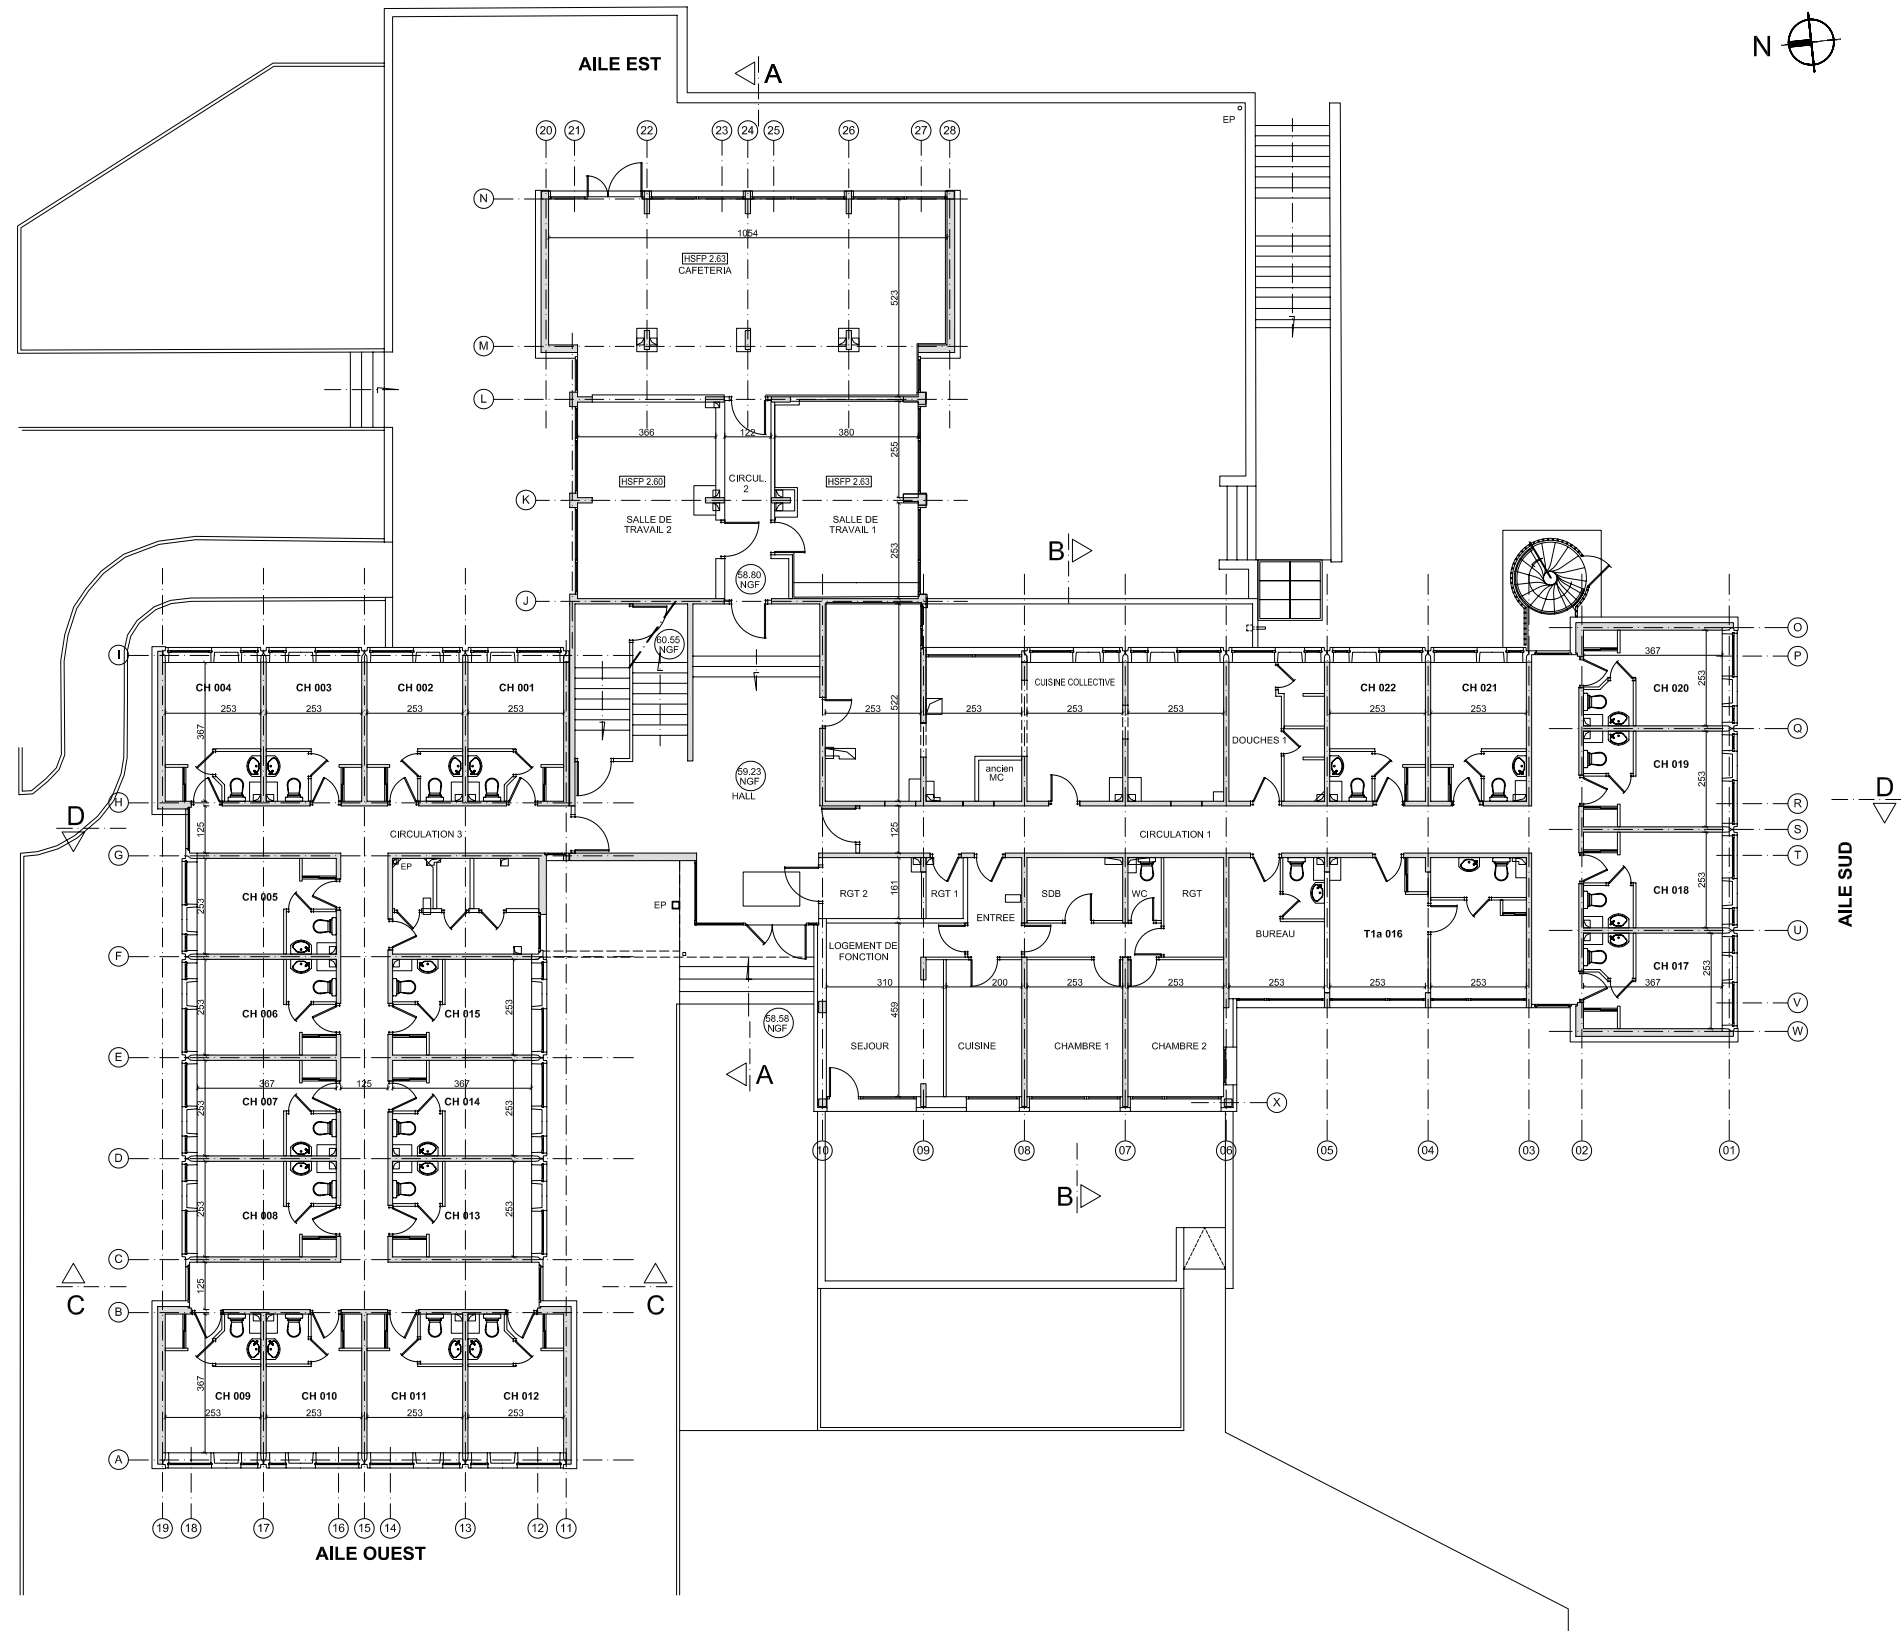 AILE EST
A
N
EP
20 21 22 23 24 25 26 27 28
N
1054
HSFP 2.63
CAFETERIA
523
M
L
366 122 380
255
HSFP 2.60
CIRCUL.
2
HSFP 2.63
K
SALLE DE
TRAVAIL 2
SALLE DE
TRAVAIL 1
253
B
58.80
NGF
J
60.55
NGF
O
I
P
367
CH 004 CH 003 CH 002 CH 001
CUISINE COLLECTIVE
CH 022 CH 021 CH 020
253
253 253 253 253
522
253 253 253 253
253 253
367
Q
DOUCHES 1
CH 019
253
ancien
MC
59.23
NGF
HALL
H
R
D
D
125
CIRCULATION 3
125
CIRCULATION 1
S
G
T
EP
CH 005
RGT 2
161
RGT 1
SDB
WC
RGT
CH 018
253
AILE SUD
253
EP
ENTREE
BUREAU
T1a 016
U
LOGEMENT DE
FONCTION
F
CH 017
253
310 200 253 253 253 253 253
367
V
253
CH 006 CH 015
253
58.58
NGF
459
W
SEJOUR CUISINE CHAMBRE 1 CHAMBRE 2
E
A
367 125 367
CH 007 CH 014
253 253
X
D
10 09 08 07 06 05 04 03 02 01
B
253 253
CH 008 CH 013
C
C
125
C
B
367
CH 009 CH 010 CH 011 CH 012
253 253 253 253
A
19 18 17 16 15 14 13 12 11
AILE OUEST